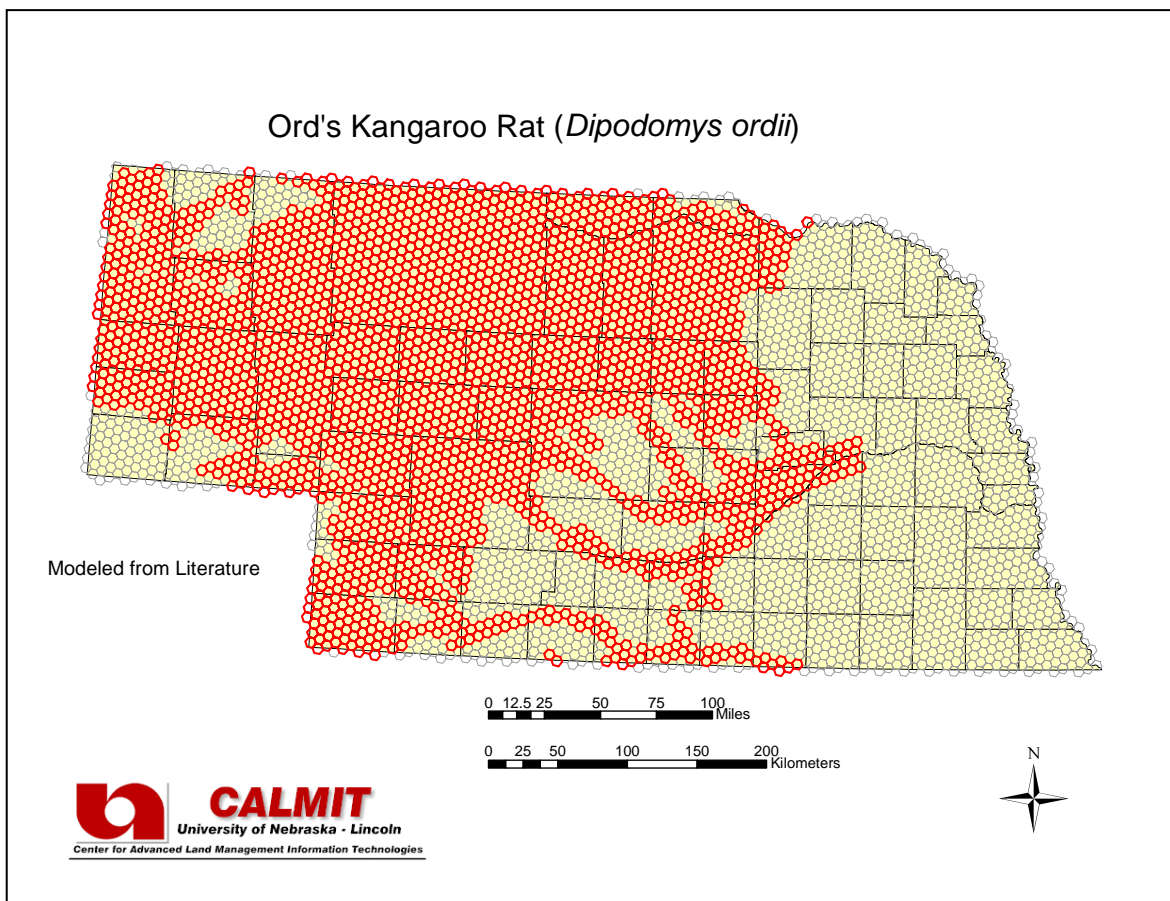 Ord's Kangaroo Rat (Dipodomys ordii)
Modeled from Literature
0 12.5 25 50 75 100
Miles
0 25 50 100 150 200
Kilometers
N
CALMIT
University of Nebraska - Lincoln
Center for Advanced Land Management Information Technologies